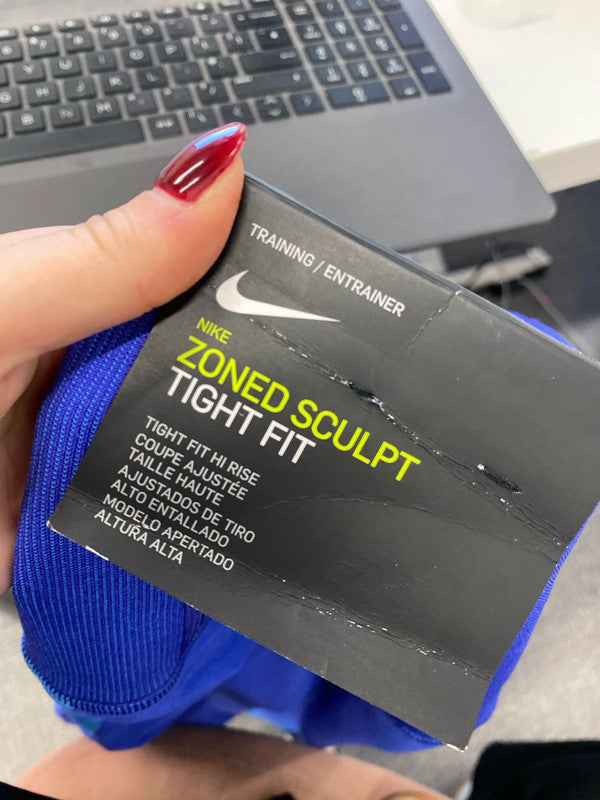 TRAINING / ENTRAINER
NIKE
ZONED SCULPT
TIGHT FIT
TIGHT FIT HI RISE
COUPE AJUSTÉE
TAILLE HAUTE
AJUSTADOS DE TIRO
ALTO ENTALLADO
MODELO APERTADO
ALTURA ALTA